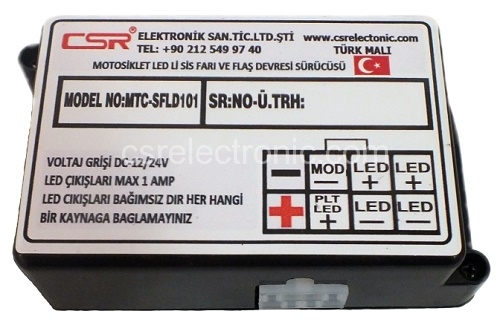 CSR ELEKTRONİK SAN.TİC.LTD.ŞTİ www.csrelectonic.com
TEL: +90 212 549 97 40 TÜRK MALI
MOTOSİKLET LED Lİ SİS FARI VE FLAŞ DEVRESİ SÜRÜCÜSÜ
MODEL NO:MTC-SFLD101 SR:NO-Ü.TRH:
csrelectronic.com
VOLTAJ GRİŞİ DC-12/24V
LED ÇIKIŞLARI MAX 1 AMP
LED CIKIŞLARI BAĞIMSIZ DIR HER HANGİ
BİR KAYNAGA BAGLAMAYINIZ
− MOD − LED + LED +
+ PLT LED + LED − LED −